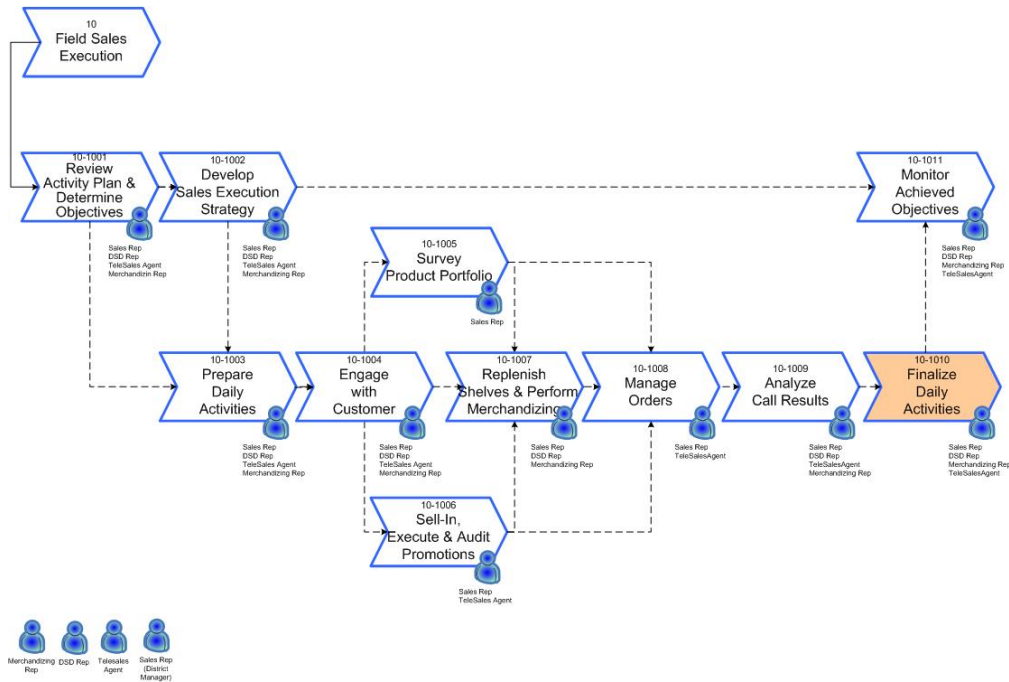 10
Field Sales
Execution
10-1001
Review
Activity Plan &
Determine
Objectives
Sales Rep
DSD Rep
TeleSales Agent
Merchandizin Rep
10-1002
Develop
Sales Execution
Strategy
Sales Rep
DSD Rep
TeleSales Agent
Merchandizing Rep
10-1011
Monitor
Achieved
Objectives
Sales Rep
DSD Rep
Merchandizing Rep
TeleSalesAgent
10-1005
Survey
Product Portfolio
Sales Rep
10-1003
Prepare
Daily
Activities
Sales Rep
DSD Rep
TeleSales Agent
Merchandizing Rep
10-1004
Engage
with
Customer
Sales Rep
DSD Rep
TeleSales Agent
Merchandizing Rep
10-1007
Replenish
Shelves & Perform
Merchandizing
Sales Rep
DSD Rep
Merchandizing Rep
10-1008
Manage
Orders
Sales Rep
TeleSalesAgent
10-1009
Analyze
Call Results
Sales Rep
DSD Rep
TeleSalesAgent
Merchandizing Rep
10-1010
Finalize
Daily
Activities
Sales Rep
DSD Rep
Merchandizing Rep
TeleSalesAgent
10-1006
Sell-In,
Execute & Audit
Promotions
Sales Rep
TeleSales Agent
Merchandizing
Rep
DSD Rep
Telesales
Agent
Sales Rep
(District
Manager)